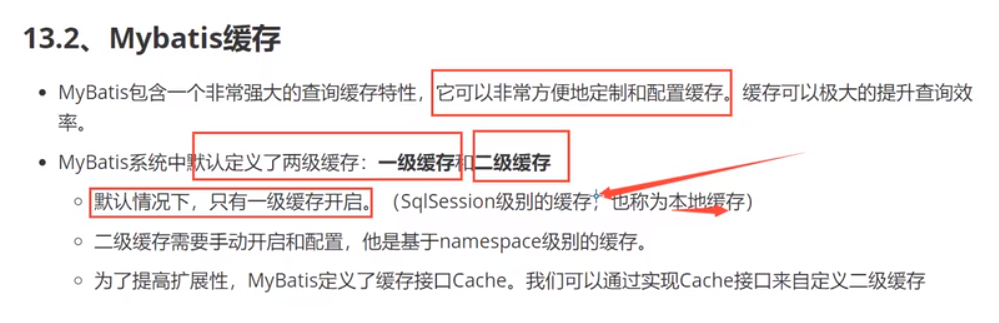 13.2、Mybatis缓存
MyBatis包含一个非常强大的查询缓存特性，它可以非常方便地定制和配置缓存。缓存可以极大的提升查询效
率。
MyBatis系统中默认定义了两级缓存：一级缓存和二级缓存
默认情况下，只有一级缓存开启。（SqlSession级别的缓存，也称为本地缓存）
二级缓存需要手动开启和配置，他是基于namespace级别的缓存。
为了提高扩展性，MyBatis定义了缓存接口Cache。我们可以通过实现Cache接口来自定义二级缓存